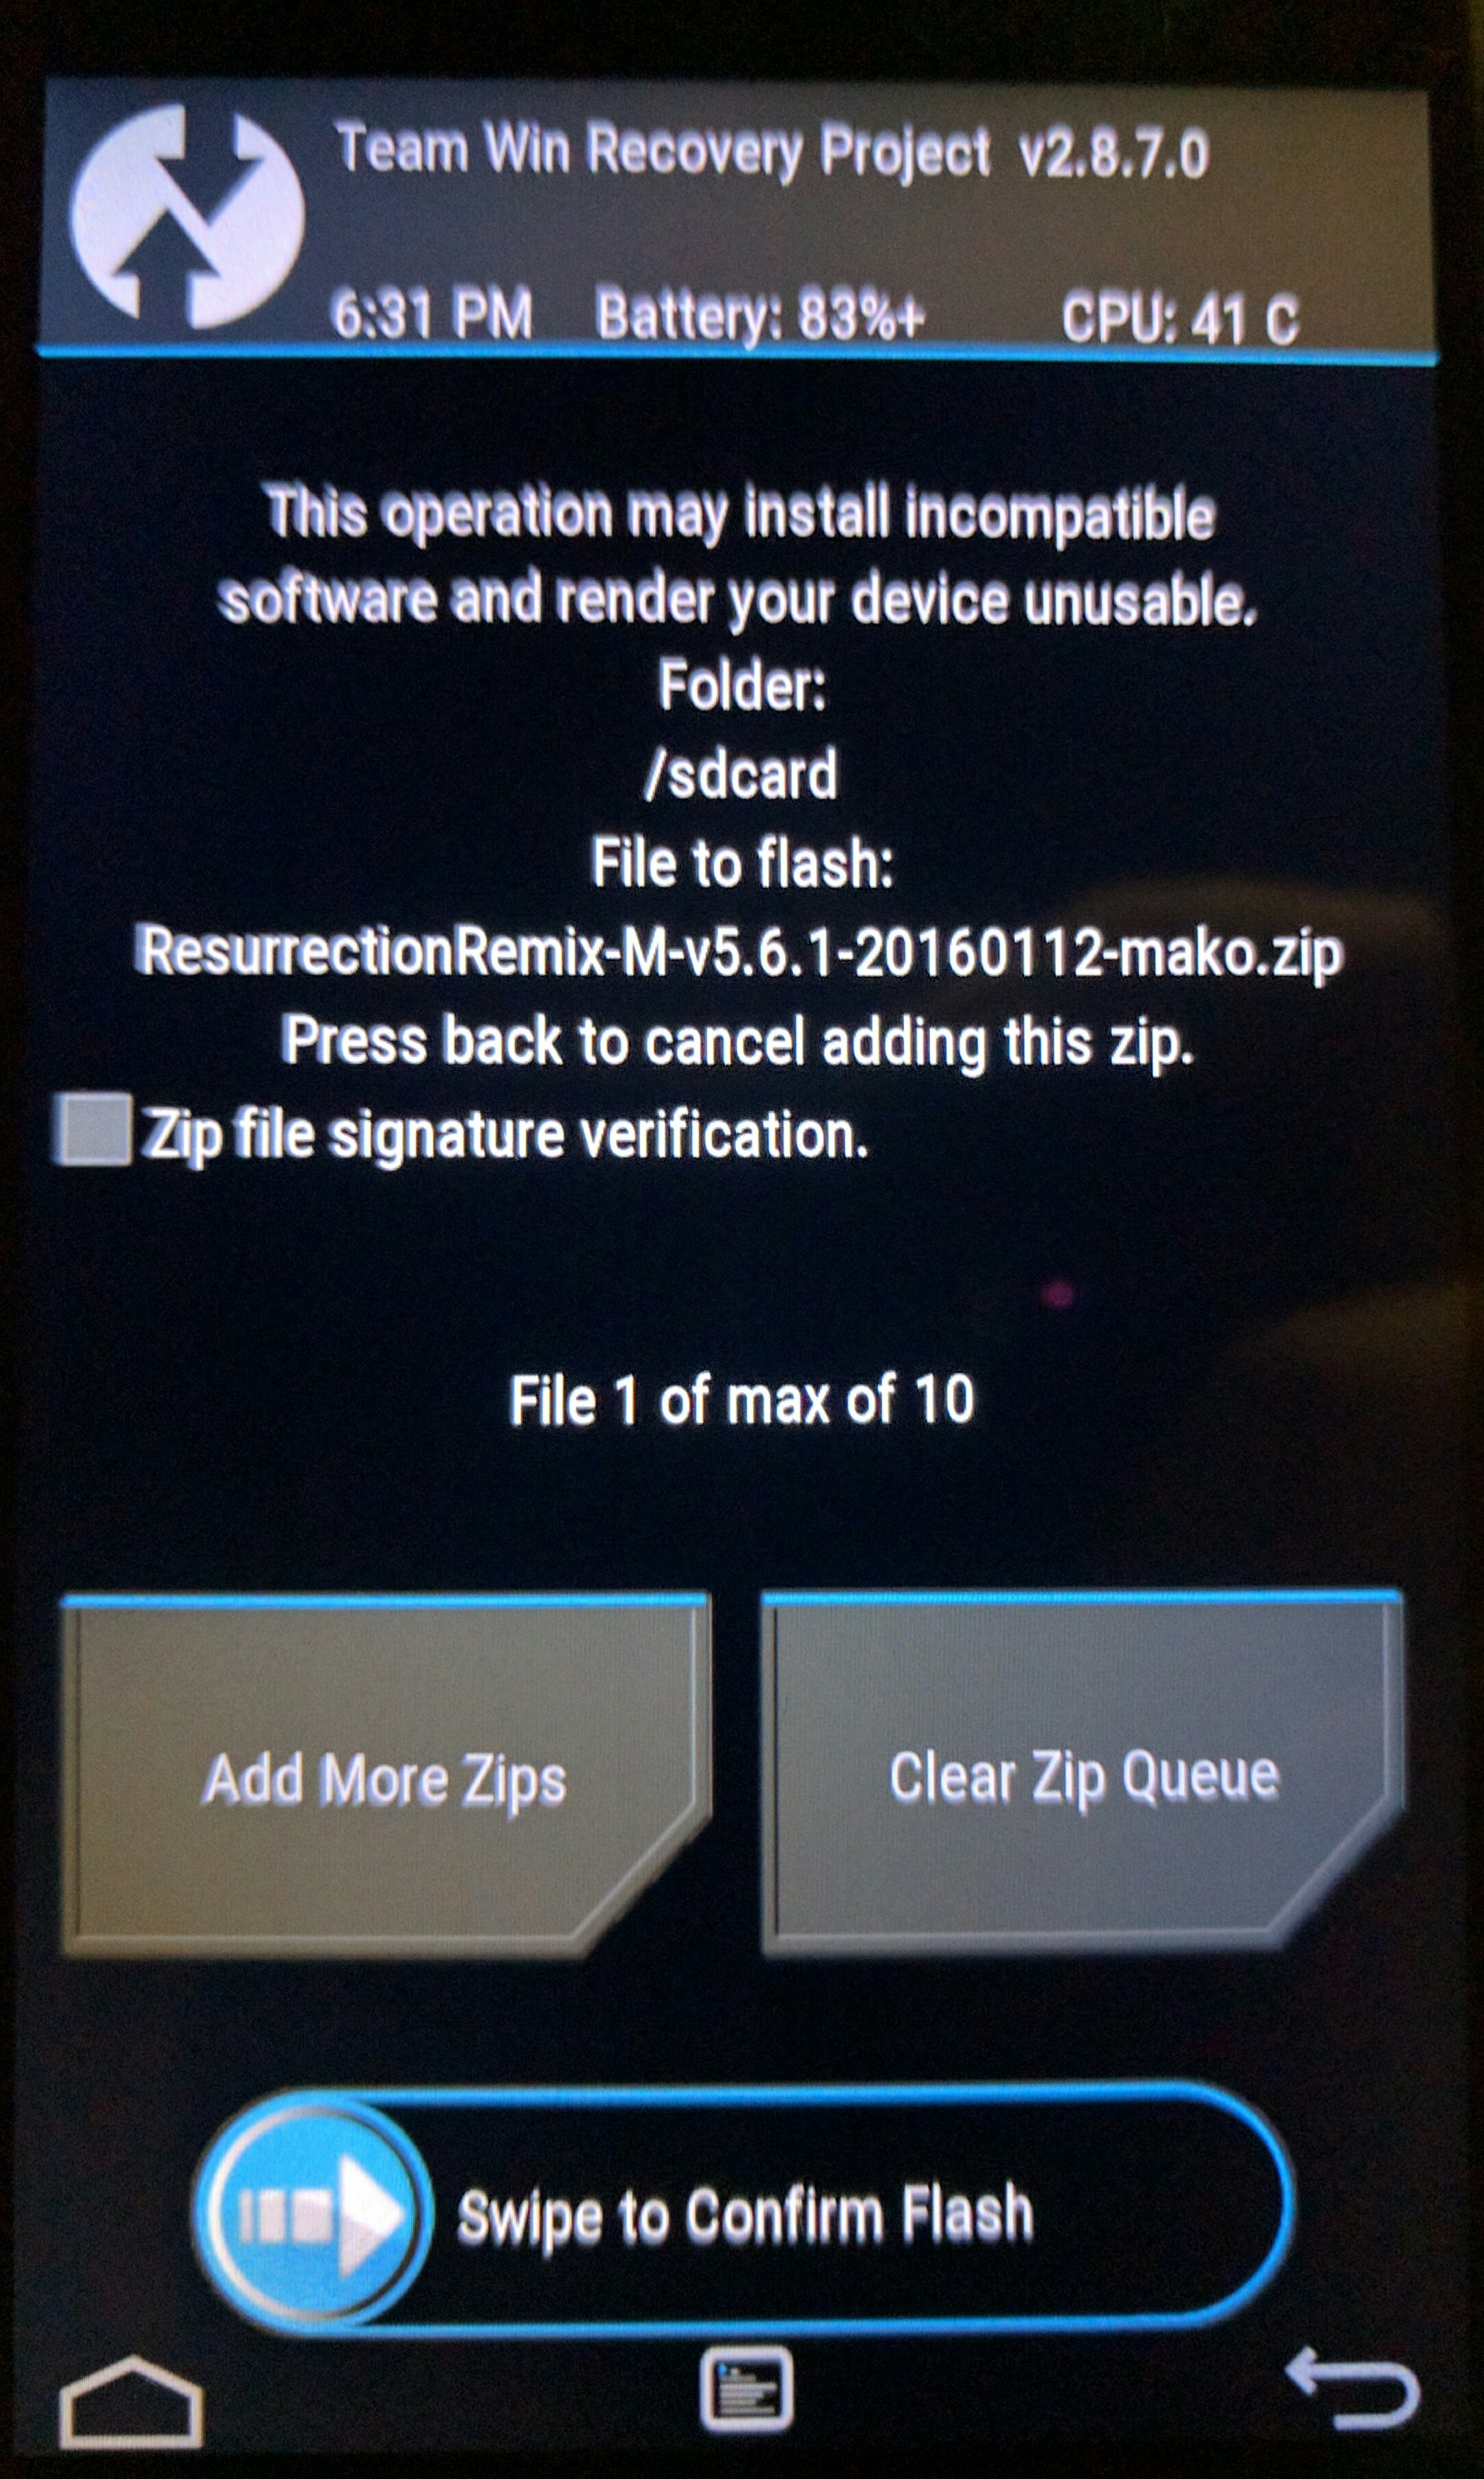 Team Win Recovery Project v2.8.7.0
6:31 PM Battery: 83%+ CPU: 41 C
This operation may install incompatible
software and render your device unusable.
Folder:
/sdcard
File to flash:
ResurrectionRemix-M-v5.6.1-20160112-mako.zip
Press back to cancel adding this zip.
Zip file signature verification.
File 1 of max of 10
Add More Zips
Clear Zip Queue
Swipe to Confirm Flash